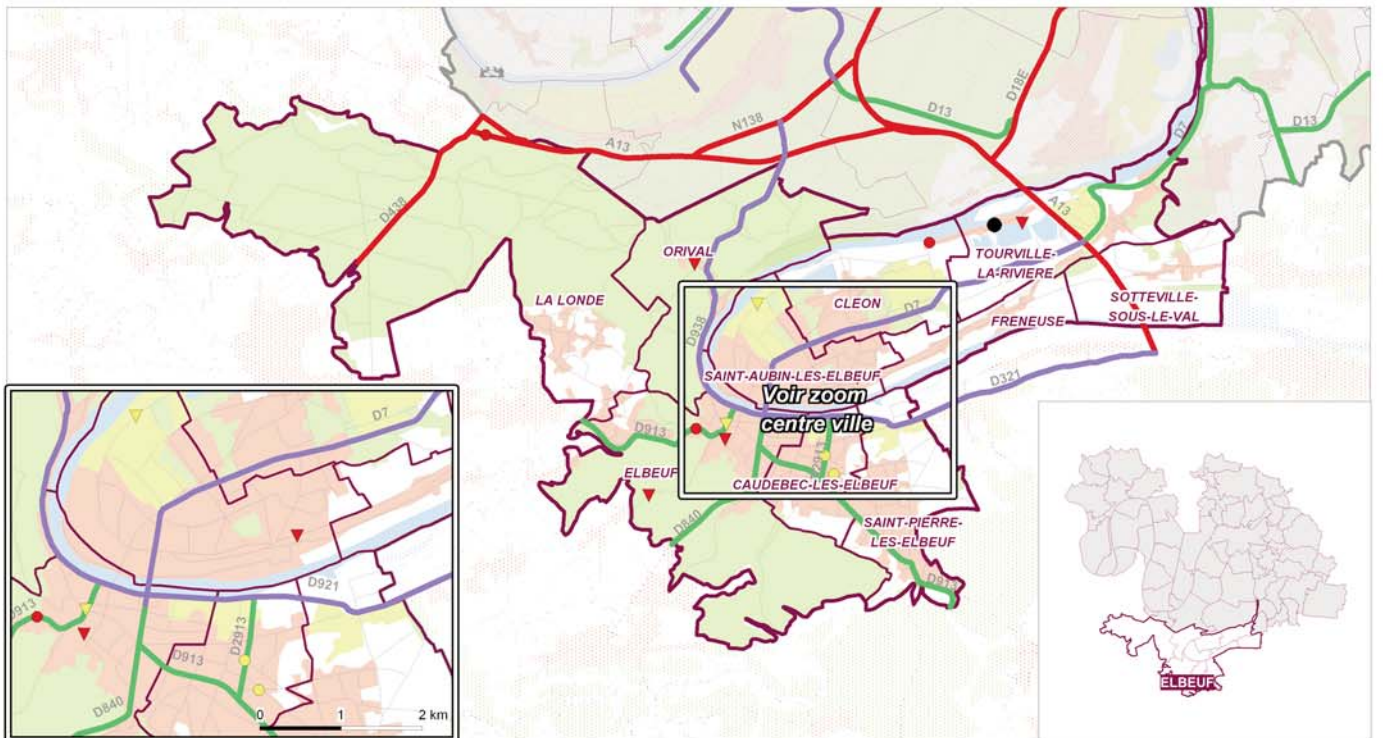 D13
D18E
D13
N138
A13
D7
D438
A13
ORIVAL
TOURVILLE-
LA-RIVIERE
LA LONDE
CLEON
D7
SOTTEVILLE-
SOUS-LE-VAL
FRENEUSE
D938
D321
SAINT-AUBIN-LES-ELBEUF
Voir zoom
centre ville
D913
D2913
ELBEUF
CAUDEBEC-LES-ELBEUF
D840
SAINT-PIERRE-
LES-ELBEUF
D913
D7
D921
D913
D2913
D913
D840
0 1 2 km
ELBEUF